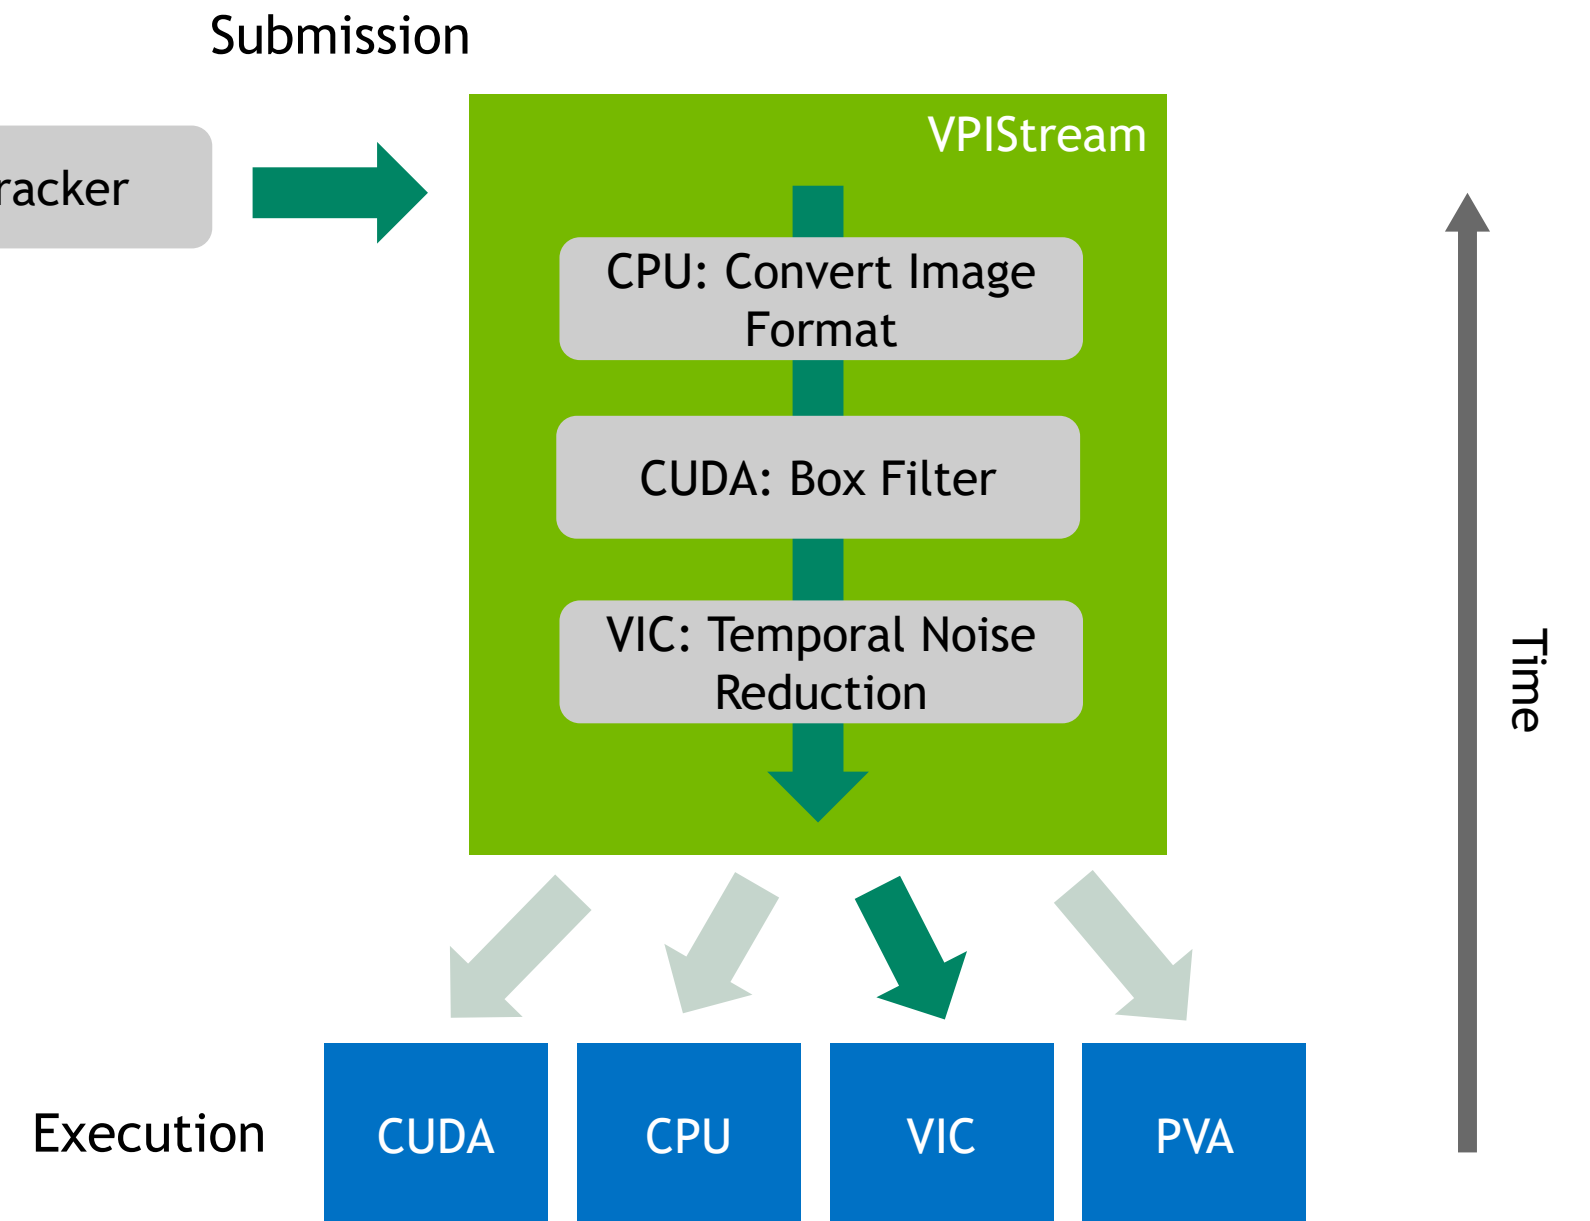 Submission
VPIStream
racker
CPU: Convert Image
Format
CUDA: Box Filter
VIC: Temporal Noise
Reduction
Time
Execution
CUDA
CPU
VIC
PVA